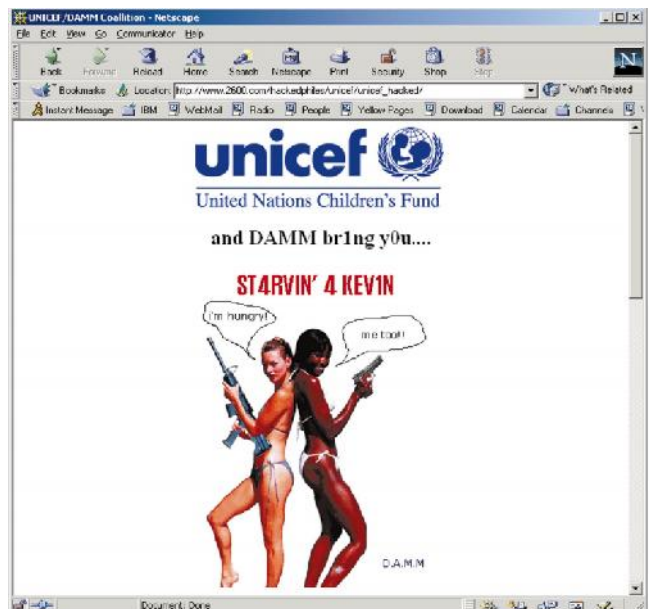 UNICEF/DAMM Coallition - Netscape
File Edit View Go Communicator Help
Back Forward Reload Home Search Netscape Print Security Shop Stop
N
Bookmarks Location: http://www.2600.com/hackedphiles/unicef/unicef_hacked/ What's Related
Instant Message IBM WebMail Radio People Yellow Pages Download Calendar Channels
unicef
United Nations Children's Fund
and DAMM br1ng y0u....
ST4RVIN' 4 KEV1N
i'm hungry!
me too!!
D.A.M.M
Document: Done